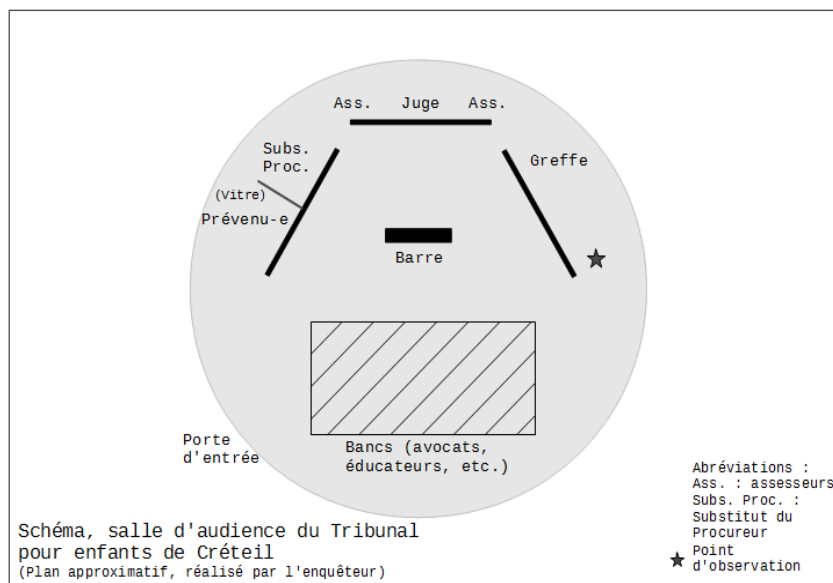 Ass. Juge Ass.
Subs.
Proc.
Greffe
(Vitre)
Prévenu-e
Barre
Porte
d'entrée
Bancs (avocats,
éducateurs, etc.)
Abréviations :
Ass. : assesseurs
Subs. Proc. :
Substitut du
Procureur
Point
d'observation
Schéma, salle d'audience du Tribunal
pour enfants de Créteil
(Plan approximatif, réalisé par l'enquêteur)